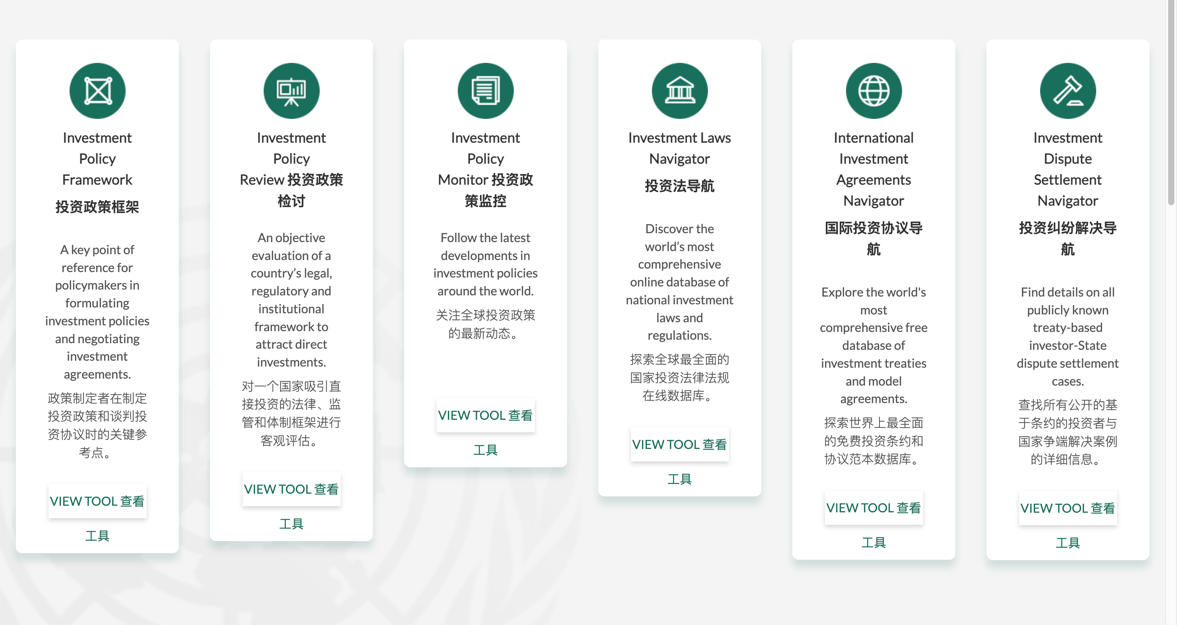 Investment
Policy
Framework
投资政策框架
A key point of
reference for
policymakers in
formulating
investment policies
and negotiating
investment
agreements.
政策制定者在制定
投资政策和谈判投
资协议时的关键参
考点。
VIEW TOOL 查看
工具
Investment
Policy
Review 投资政策
检讨
An objective
evaluation of a
country’s legal,
regulatory and
institutional
framework to
attract direct
investments.
对一个国家吸引直
接投资的法律、监
管和体制框架进行
客观评估。
VIEW TOOL 查看
工具
Investment
Policy
Monitor 投资政
策监控
Follow the latest
developments in
investment policies
around the world.
关注全球投资政策
的最新动态。
VIEW TOOL 查看
工具
Investment Laws
Navigator
投资法导航
Discover the
world’s most
comprehensive
online database of
national investment
laws and
regulations.
探索全球最全面的
国家投资法律法规
在线数据库。
VIEW TOOL 查看
工具
International
Investment
Agreements
Navigator
国际投资协议导
航
Explore the world's
most
comprehensive free
database of
investment treaties
and model
agreements.
探索世界上最全面
的免费投资条约和
协议范本数据库。
VIEW TOOL 查看
工具
Investment
Dispute
Settlement
Navigator
投资纠纷解决导
航
Find details on all
publicly known
treaty-based
investor-State
dispute settlement
cases.
查找所有公开的基
于条约的投资者与
国家争端解决案例
的详细信息。
VIEW TOOL 查看
工具